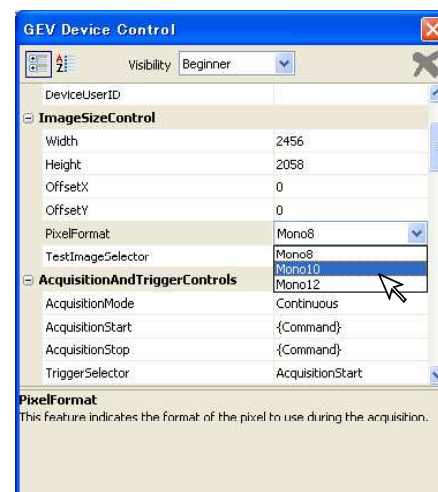 GEV Device Control
Visibility Beginner
DeviceUserID
ImageSizeControl
Width 2456
Height 2058
OffsetX 0
OffsetY 0
PixelFormat Mono8
TestImageSelector Mono8
Mono10
Mono12
AcquisitionAndTriggerControls
AcquisitionMode Continuous
AcquisitionStart {Command}
AcquisitionStop {Command}
TriggerSelector AcquisitionStart
PixelFormat
This feature indicates the format of the pixel to use during the acquisition.